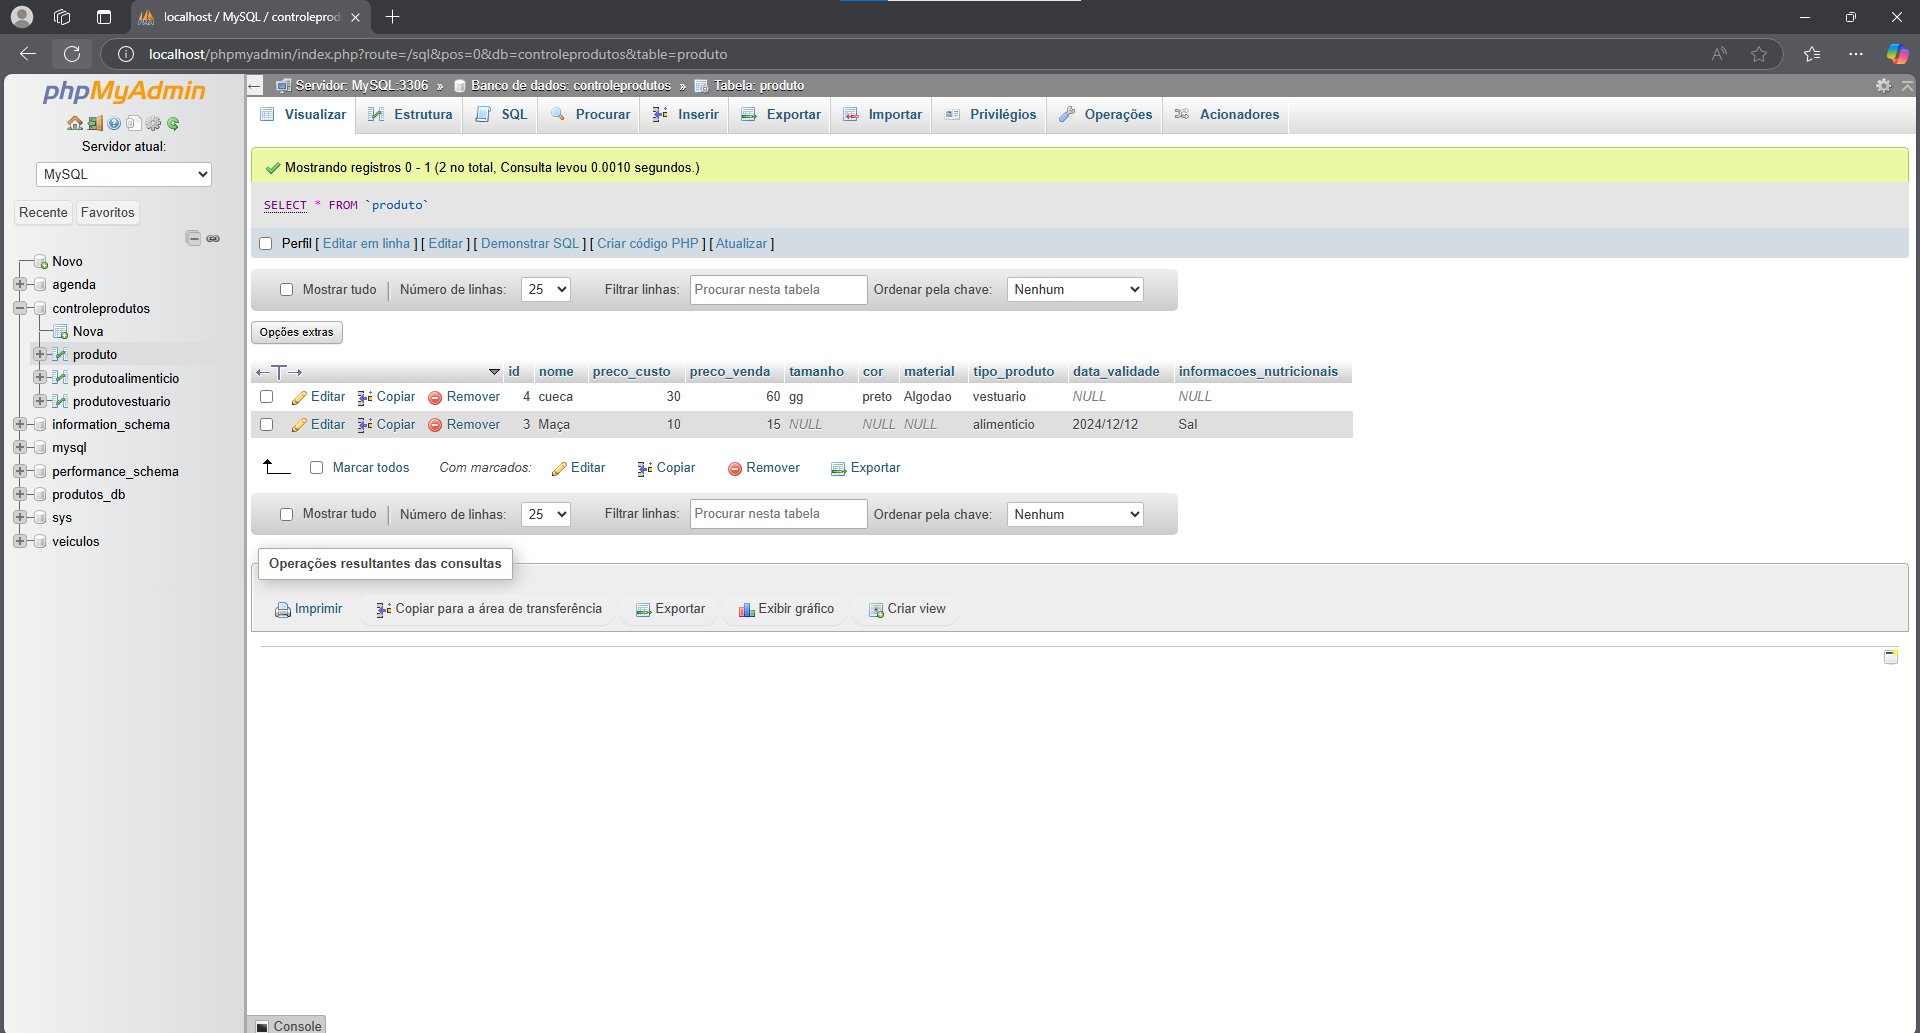 localhost / MySQL / controleprod
localhost/phpmyadmin/index.php?route=/sql&pos=0&db=controleprodutos&table=produto
phpMyAdmin
Servidor atual:
MySQL
Recente Favoritos
Novo
agenda
controleprodutos
Nova
produto
produtoalimenticio
produtovestuario
information_schema
mysql
performance_schema
produtos_db
sys
veiculos
Servidor: MySQL:3306 » Banco de dados: controleprodutos » Tabela: produto
Visualizar Estrutura SQL Procurar Inserir Exportar Importar Privilégios Operações Acionadores
Mostrando registros 0 - 1 (2 no total, Consulta levou 0.0010 segundos.)
SELECT * FROM `produto`
Perfil [ Editar em linha ] [ Editar ] [ Demonstrar SQL ] [ Criar código PHP ] [ Atualizar ]
Mostrar tudo Número de linhas: 25 Filtrar linhas: Procurar nesta tabela Ordenar pela chave: Nenhum
Opções extras
id nome preco_custo preco_venda tamanho cor material tipo_produto data_validade informacoes_nutricionais
Editar Copiar Remover 4 cueca 30 60 gg preto Algodao vestuario NULL NULL
Editar Copiar Remover 3 Maça 10 15 NULL NULL NULL alimenticio 2024/12/12 Sal
Marcar todos Com marcados: Editar Copiar Remover Exportar
Mostrar tudo Número de linhas: 25 Filtrar linhas: Procurar nesta tabela Ordenar pela chave: Nenhum
Operações resultantes das consultas
Imprimir Copiar para a área de transferência Exportar Exibir gráfico Criar view
Console